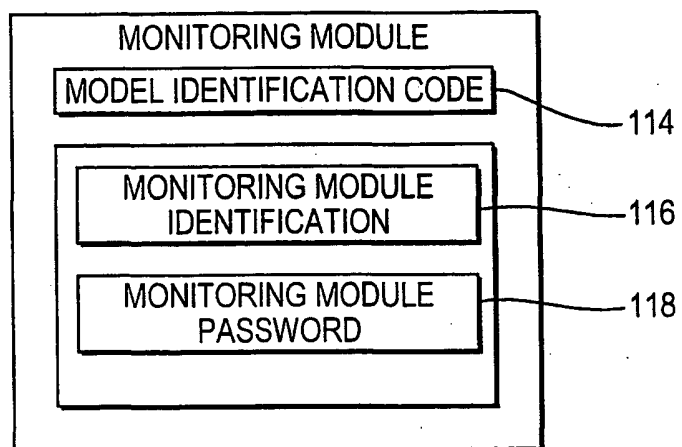 MONITORING MODULE
MODEL IDENTIFICATION CODE
114
MONITORING MODULE
IDENTIFICATION
116
MONITORING MODULE
PASSWORD
118